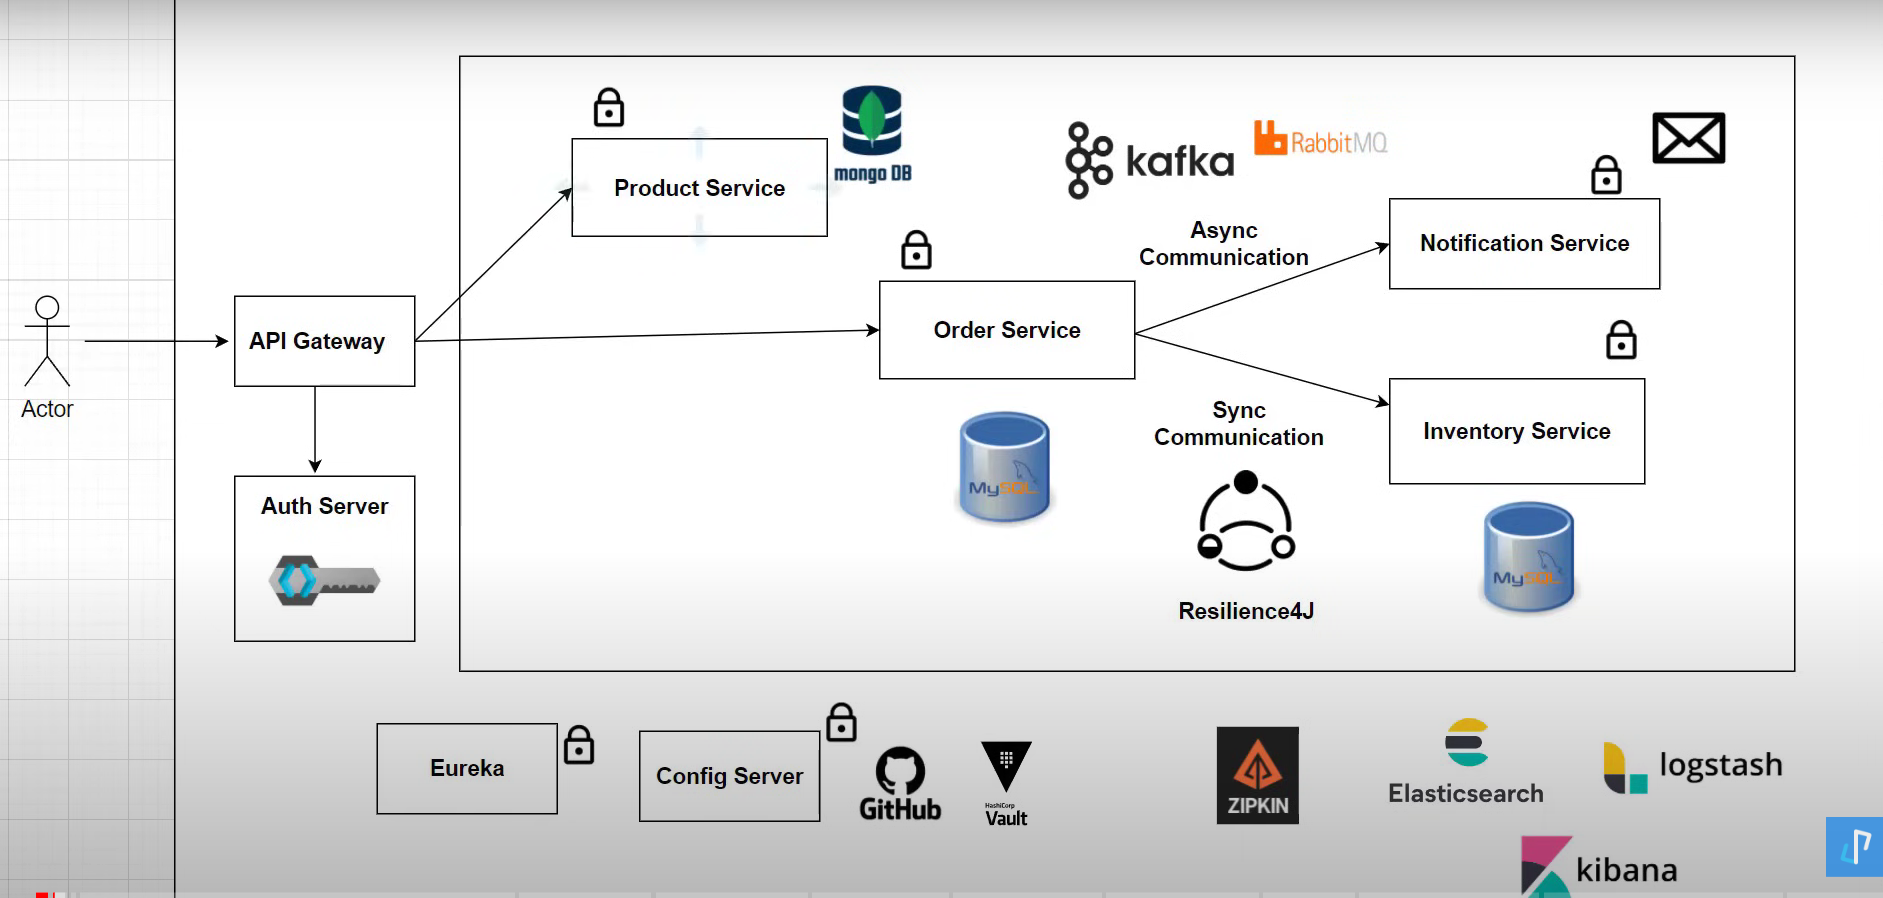 mongo DB
Product Service
kafka
RabbitMQ
Async
Communication
Notification Service
Order Service
API Gateway
Actor
Sync
Communication
Inventory Service
MySQL
Auth Server
MySQL
Resilience4J
Eureka
Config Server
GitHub
HashiCorp
Vault
ZIPKIN
Elasticsearch
logstash
kibana